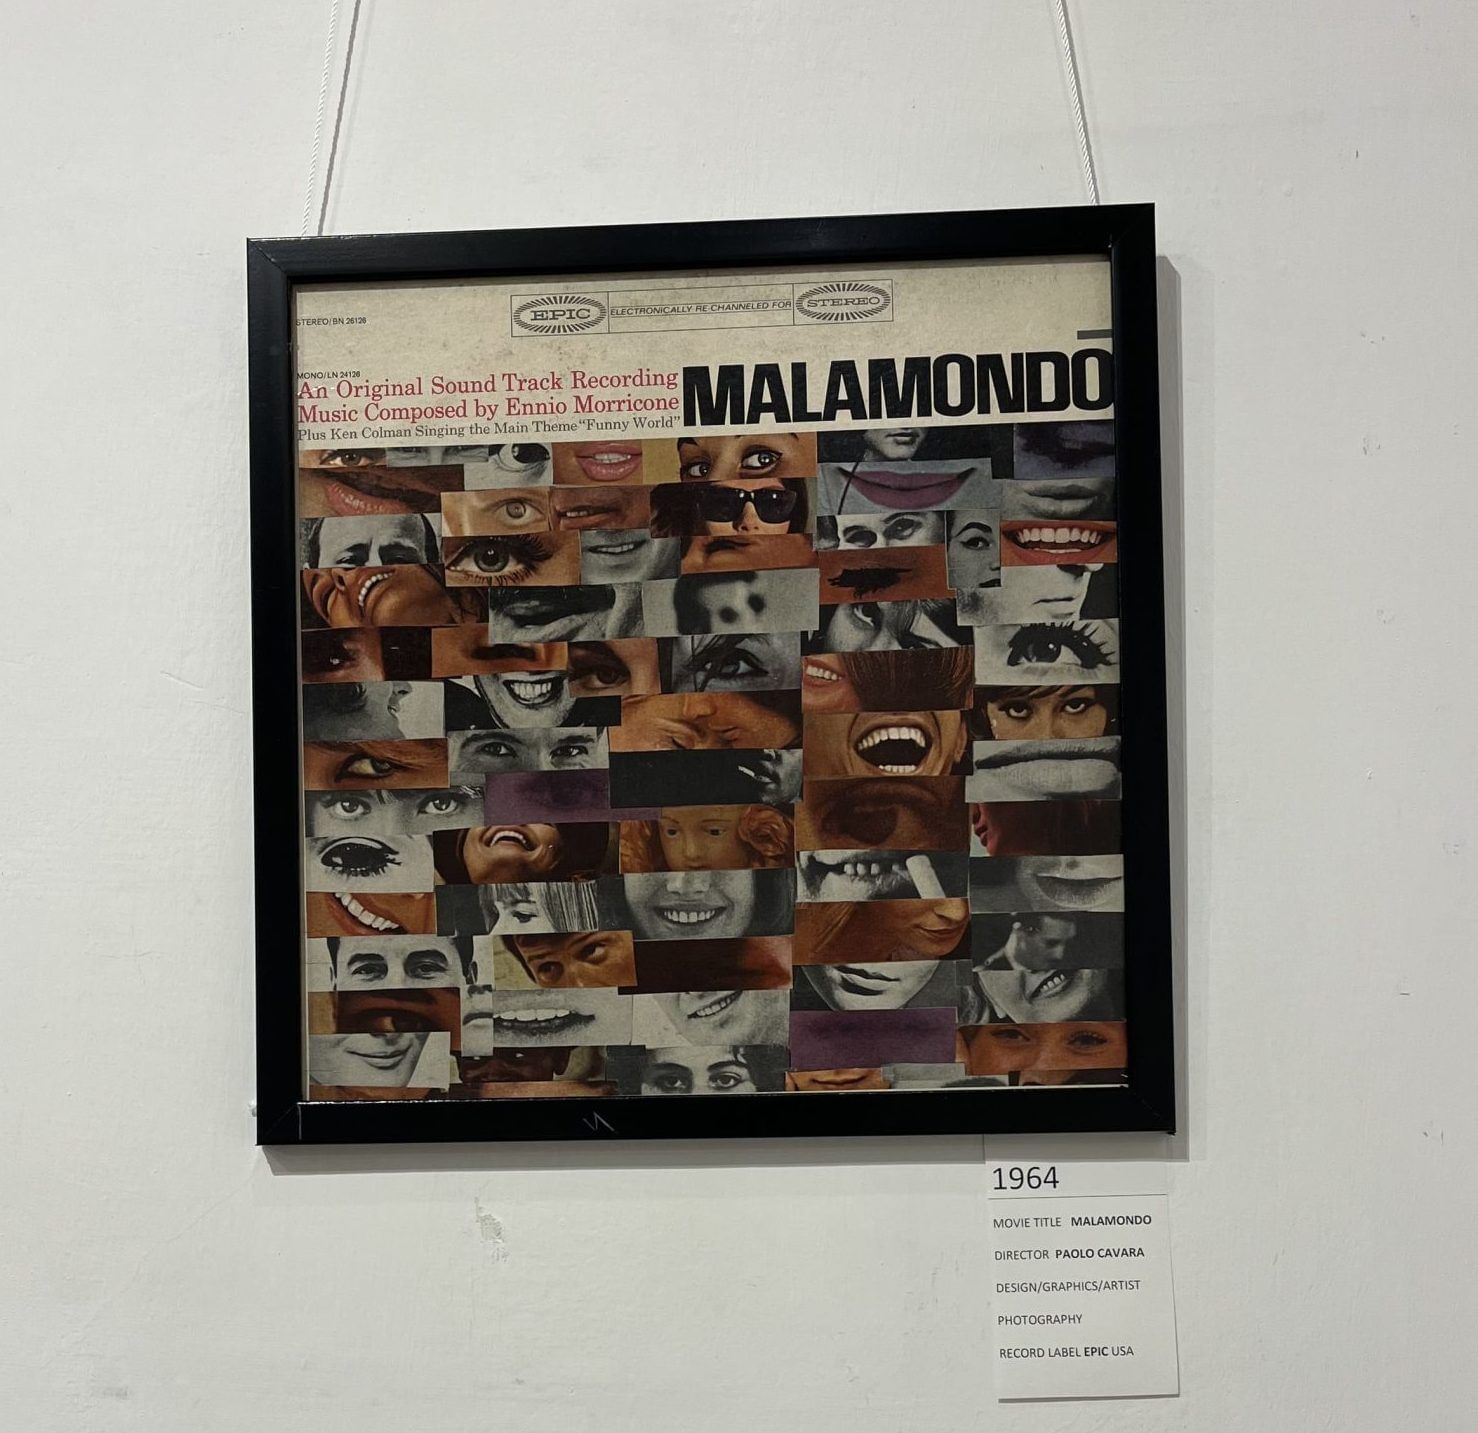 EPIC ELECTRONICALLY RE-CHANNELED FOR STEREO
STEREO/BN 26126
MONO/LN 24126
An Original Sound Track Recording
Music Composed by Ennio Morricone
Plus Ken Colman Singing the Main Theme "Funny World"
MALAMONDO
1964
MOVIE TITLE MALAMONDO
DIRECTOR PAOLO CAVARA
DESIGN/GRAPHICS/ARTIST
PHOTOGRAPHY
RECORD LABEL EPIC USA